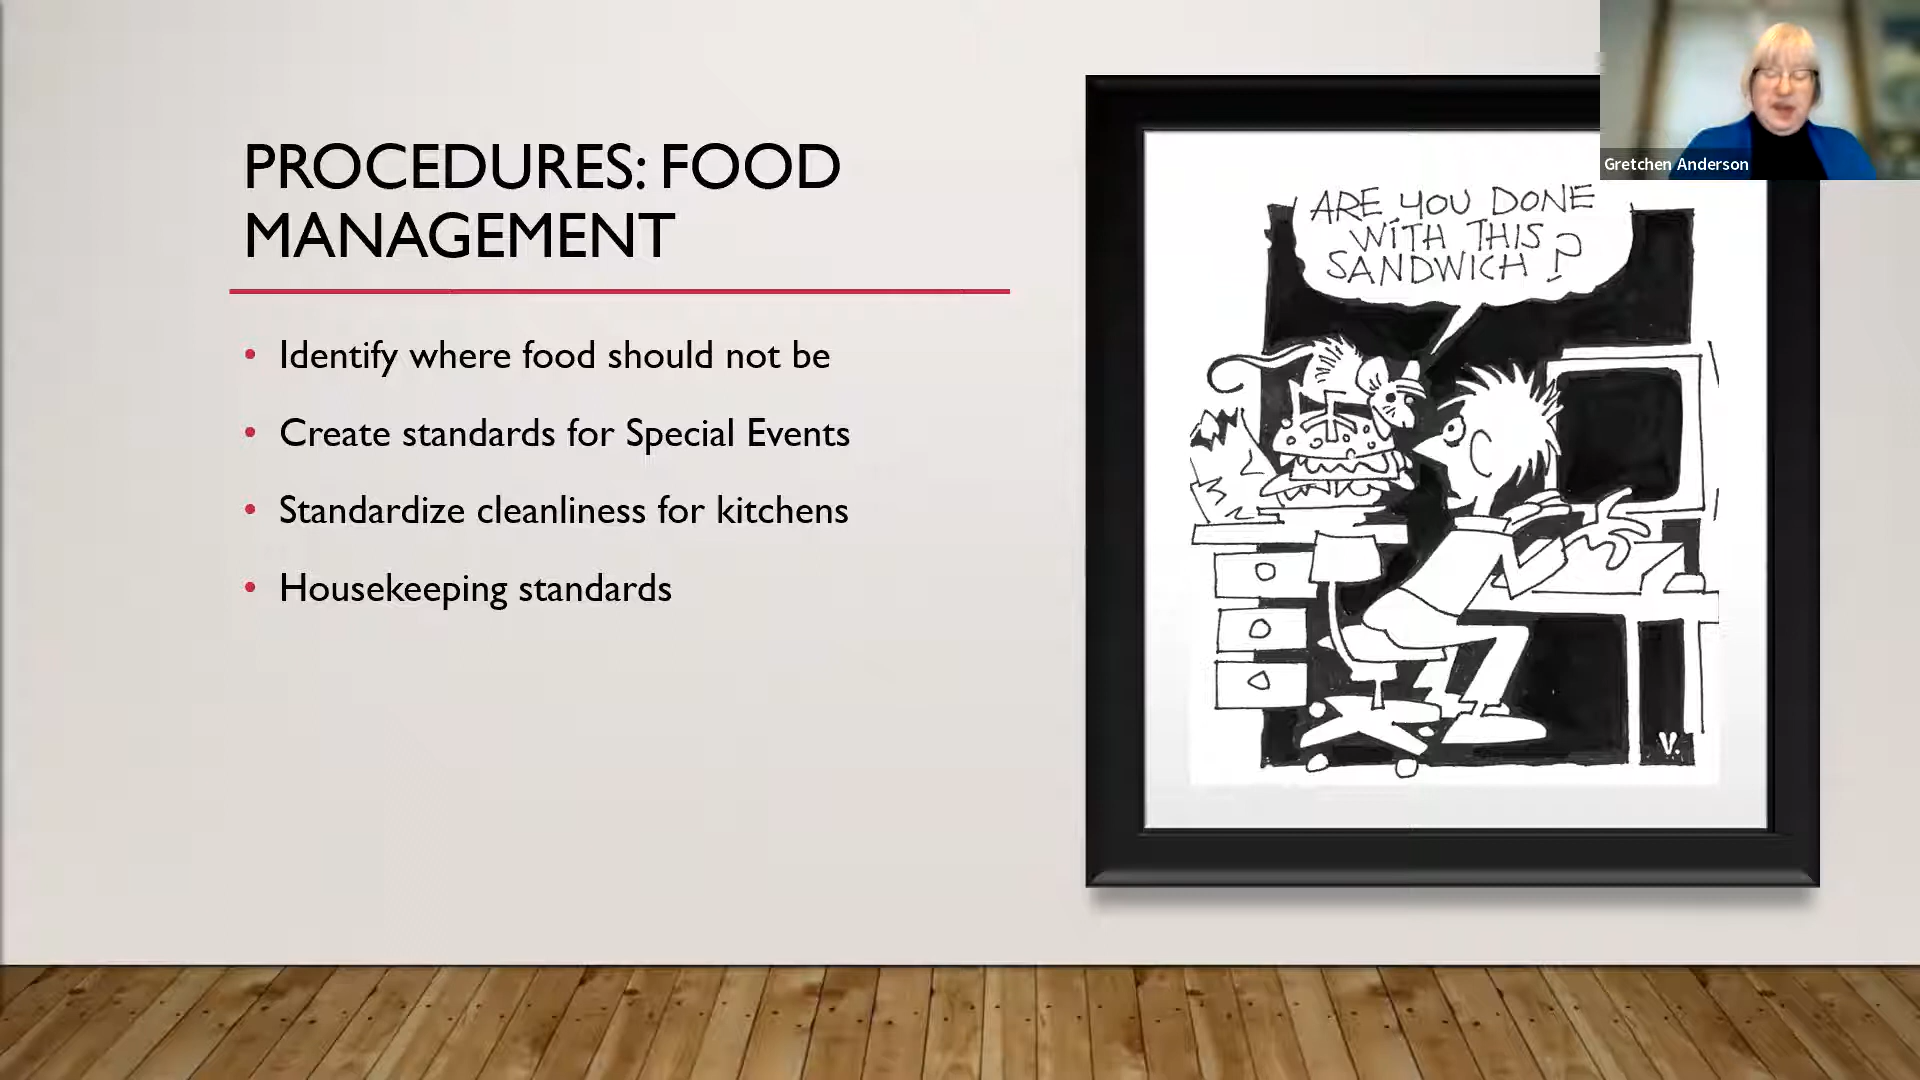 PROCEDURES: FOOD
MANAGEMENT
• Identify where food should not be
• Create standards for Special Events
• Standardize cleanliness for kitchens
• Housekeeping standards
ARE YOU DONE
WITH THIS
SANDWICH?
V.
Gretchen Anderson